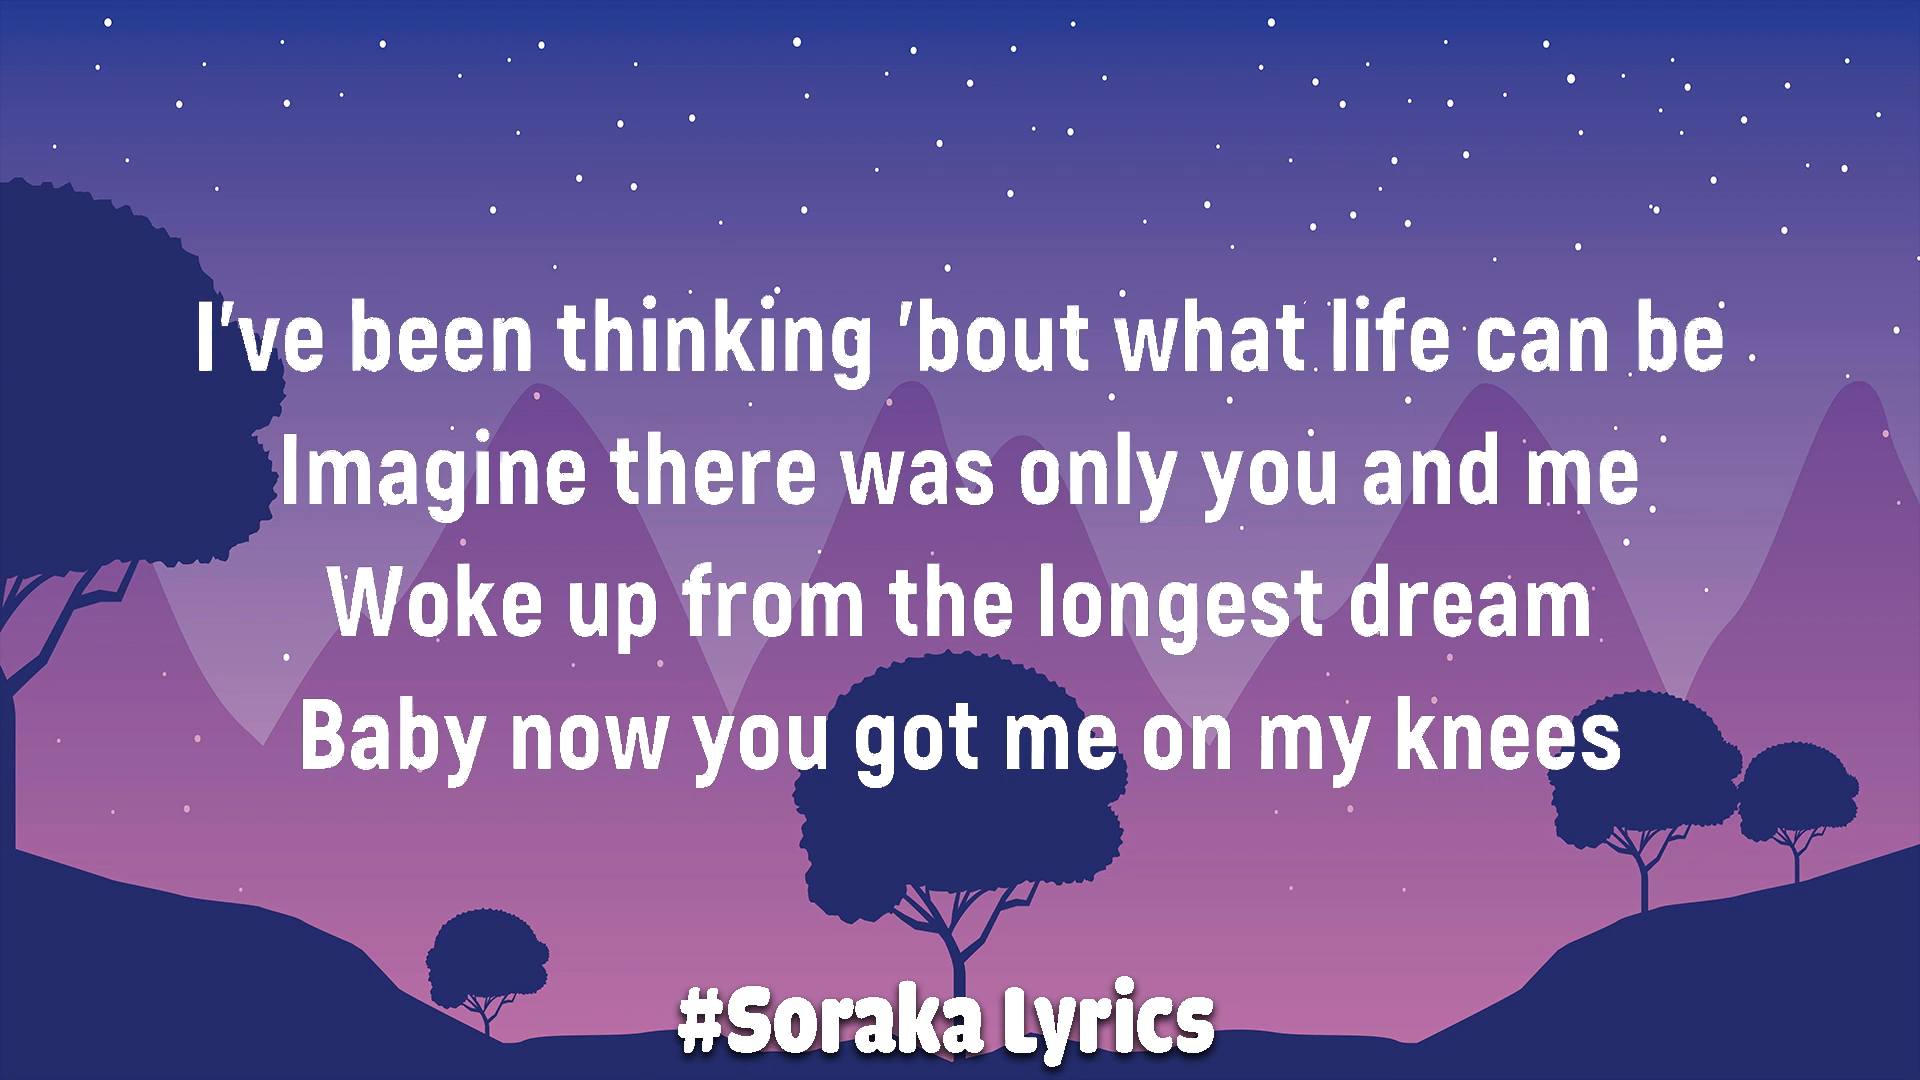 I've been thinking 'bout what life can be
Imagine there was only you and me
Woke up from the longest dream
Baby now you got me on my knees
#Soraka Lyrics